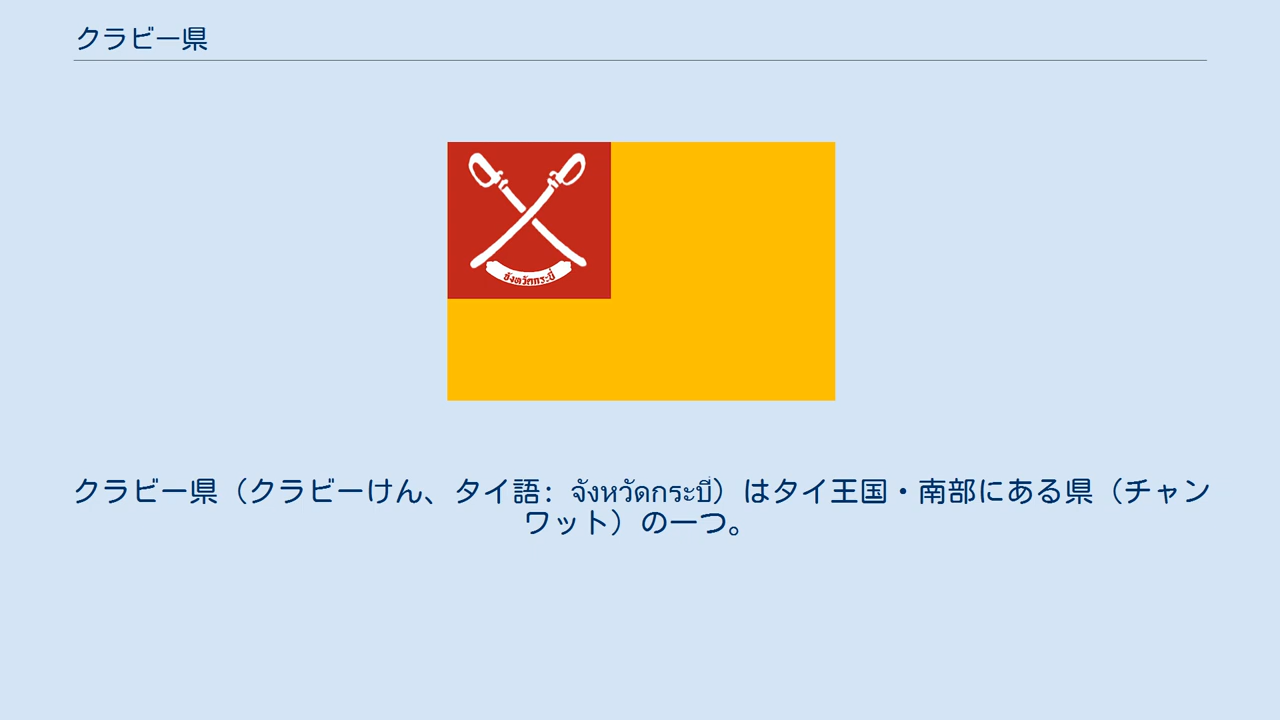 クラビー県
จังหวัดกระบี่
クラビー県（クラビーけん、タイ語: จังหวัดกระบี่）はタイ王国・南部にある県（チャン
ワット）の一つ。